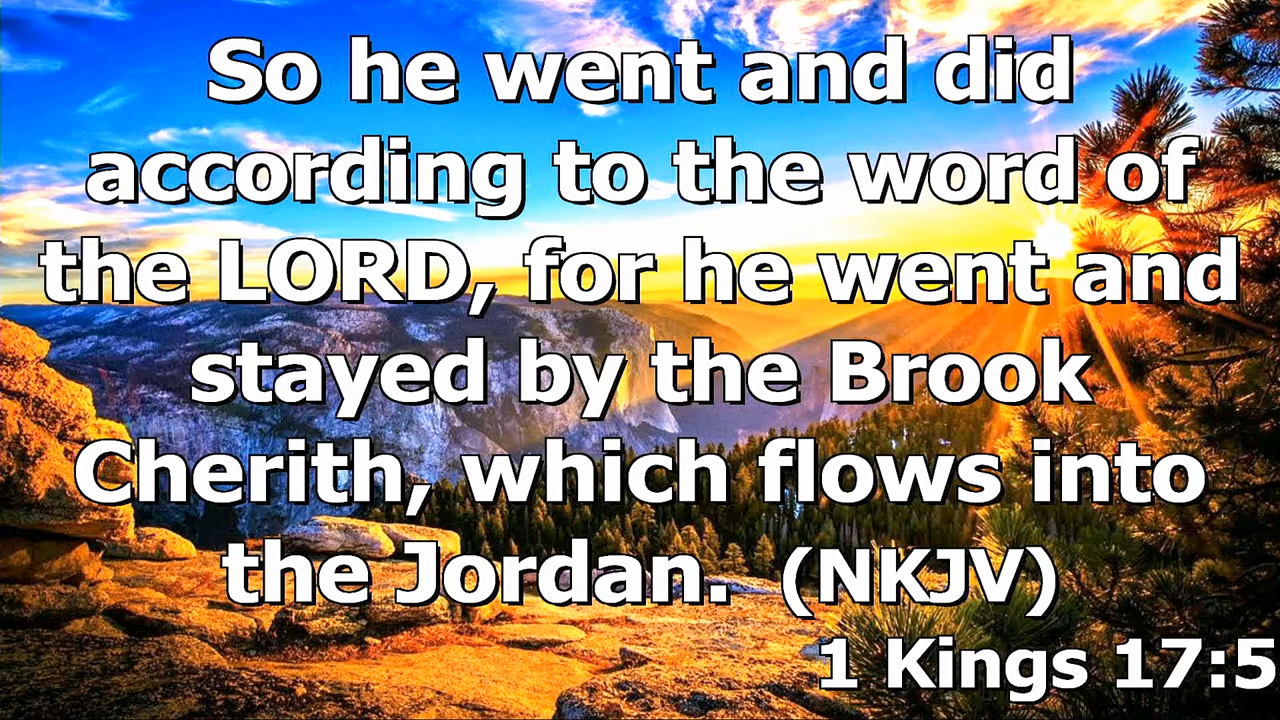 So he went and did
according to the word of
the LORD, for he went and
stayed by the Brook
Cherith, which flows into
the Jordan. (NKJV)
1 Kings 17:5